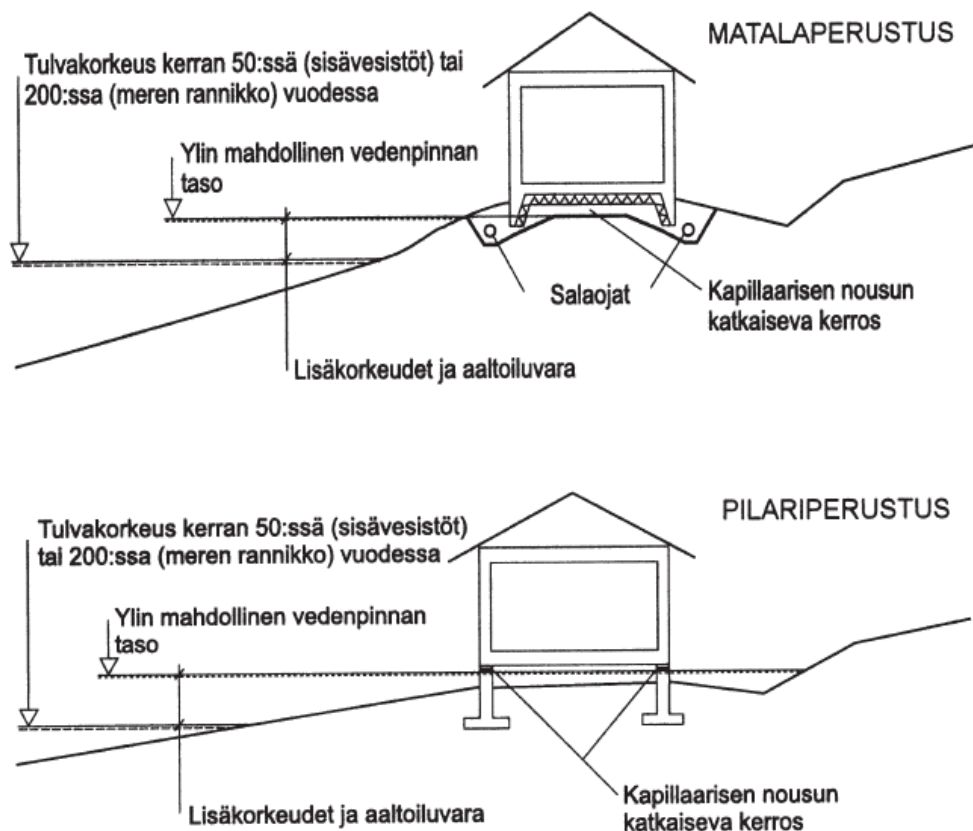 MATALAPERUSTUS
Tulvakorkeus kerran 50:ssä (sisävesistöt) tai
200:ssa (meren rannikko) vuodessa
Ylin mahdollinen vedenpinnan
taso
Salaojat
Kapillaarisen nousun
katkaiseva kerros
Lisäkorkeudet ja aaltoiluvara
PILARIPERUSTUS
Tulvakorkeus kerran 50:ssä (sisävesistöt)
tai 200:ssa (meren rannikko) vuodessa
Ylin mahdollinen vedenpinnan
taso
Lisäkorkeudet ja aaltoiluvara
Kapillaarisen nousun
katkaiseva kerros